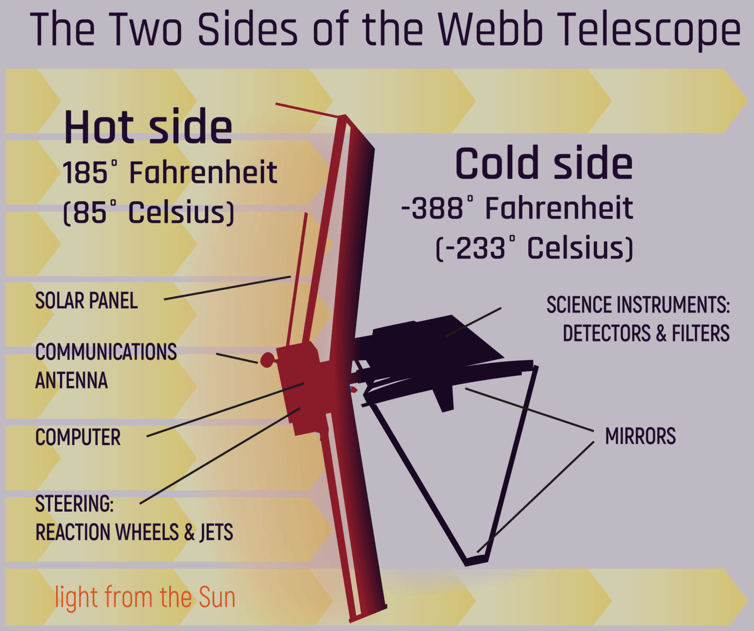 The Two Sides of the Webb Telescope
Hot side
185° Fahrenheit
(85° Celsius)
Cold side
-388° Fahrenheit
(-233° Celsius)
SOLAR PANEL
COMMUNICATIONS
ANTENNA
COMPUTER
STEERING:
REACTION WHEELS & JETS
SCIENCE INSTRUMENTS:
DETECTORS & FILTERS
MIRRORS
light from the Sun